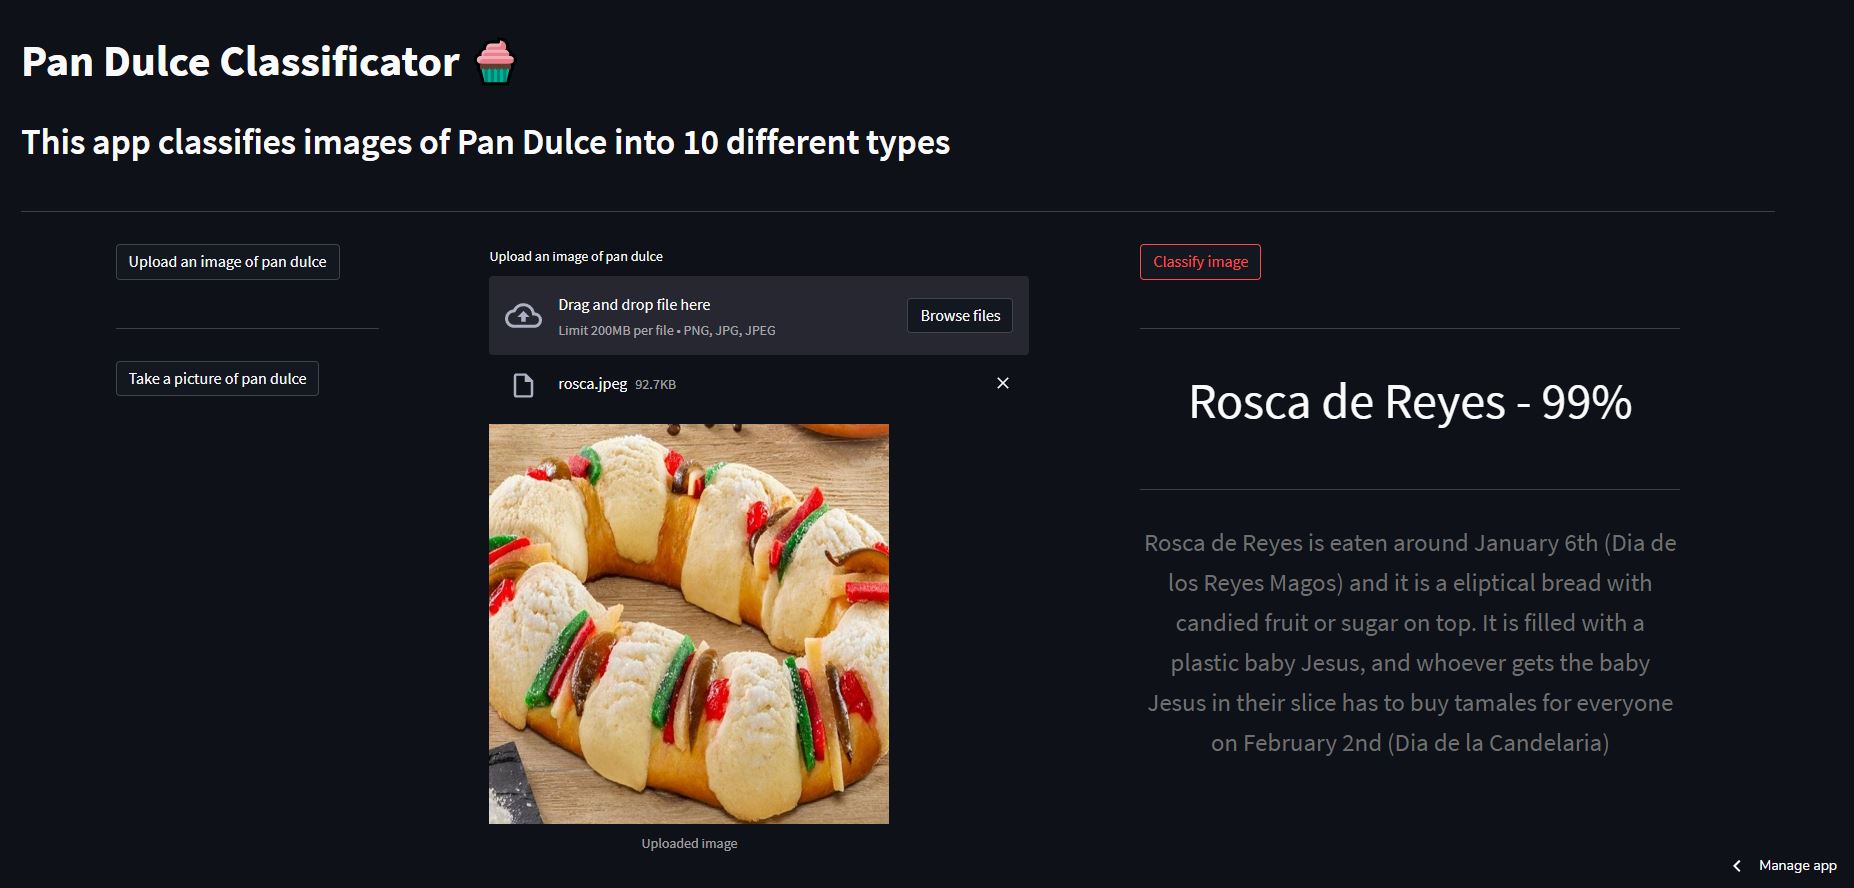 Pan Dulce Classificator
This app classifies images of Pan Dulce into 10 different types
Upload an image of pan dulce
Take a picture of pan dulce
Upload an image of pan dulce
Drag and drop file here
Limit 200MB per file • PNG, JPG, JPEG
Browse files
rosca.jpeg 92.7KB
Uploaded image
Classify image
Rosca de Reyes - 99%
Rosca de Reyes is eaten around January 6th (Dia de
los Reyes Magos) and it is a eliptical bread with
candied fruit or sugar on top. It is filled with a
plastic baby Jesus, and whoever gets the baby
Jesus in their slice has to buy tamales for everyone
on February 2nd (Dia de la Candelaria)
Manage app